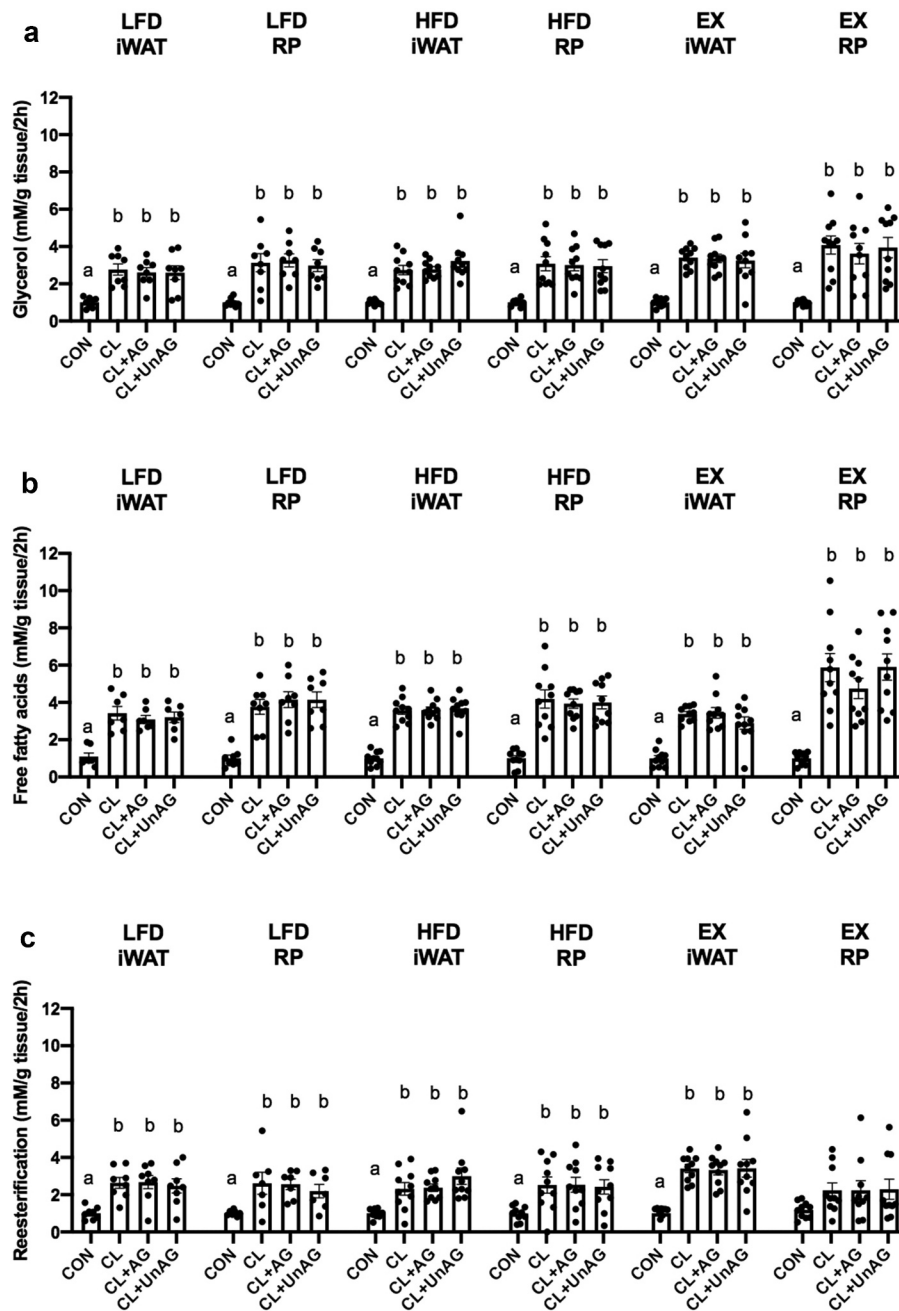 a
LFD LFD HFD HFD EX EX
iWAT RP iWAT RP iWAT RP
Glycerol (mM/g tissue/2h)
12
10
8
6
4
2
0
a b b b a b b b a b b b a b b b a b b b a b b b
CON CL CL+AG CL+UnAG CON CL CL+AG CL+UnAG CON CL CL+AG CL+UnAG CON CL CL+AG CL+UnAG CON CL CL+AG CL+UnAG CON CL CL+AG CL+UnAG
b
LFD LFD HFD HFD EX EX
iWAT RP iWAT RP iWAT RP
Free fatty acids (mM/g tissue/2h)
12
10
8
6
4
2
0
a b b b a b b b a b b b a b b b a b b b a b b b
CON CL CL+AG CL+UnAG CON CL CL+AG CL+UnAG CON CL CL+AG CL+UnAG CON CL CL+AG CL+UnAG CON CL CL+AG CL+UnAG CON CL CL+AG CL+UnAG
c
LFD LFD HFD HFD EX EX
iWAT RP iWAT RP iWAT RP
Reesterification (mM/g tissue/2h)
12
10
8
6
4
2
0
a b b b a b b b a b b b a b b b a b b b
CON CL CL+AG CL+UnAG CON CL CL+AG CL+UnAG CON CL CL+AG CL+UnAG CON CL CL+AG CL+UnAG CON CL CL+AG CL+UnAG CON CL CL+AG CL+UnAG